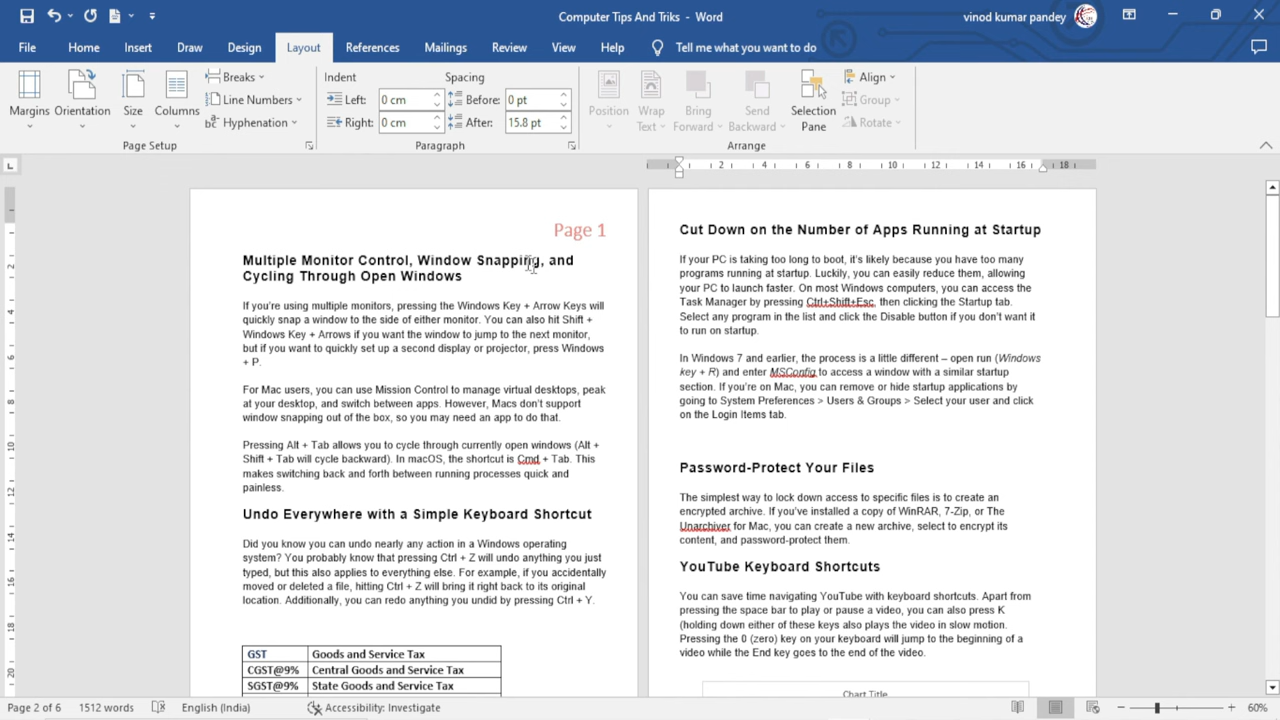 Computer Tips And Triks - Word
vinod kumar pandey
File Home Insert Draw Design Layout References Mailings Review View Help Tell me what you want to do
Margins
Orientation
Size
Columns
Breaks
Line Numbers
Hyphenation
Page Setup
Indent
Left: 0 cm
Right: 0 cm
Spacing
Before: 0 pt
After: 15.8 pt
Paragraph
Position
Wrap
Text
Bring
Forward
Send
Backward
Selection
Pane
Align
Group
Rotate
Arrange
2 4 6 8 10 12 14 16 18
2
4
6
8
10
12
14
16
18
20
Page 1
Multiple Monitor Control, Window Snapping, and
Cycling Through Open Windows
If you're using multiple monitors, pressing the Windows Key + Arrow Keys will
quickly snap a window to the side of either monitor. You can also hit Shift +
Windows Key + Arrows if you want the window to jump to the next monitor,
but if you want to quickly set up a second display or projector, press Windows
+ P.
For Mac users, you can use Mission Control to manage virtual desktops, peak
at your desktop, and switch between apps. However, Macs don't support
window snapping out of the box, so you may need an app to do that.
Pressing Alt + Tab allows you to cycle through currently open windows (Alt +
Shift + Tab will cycle backward). In macOS, the shortcut is Cmd + Tab. This
makes switching back and forth between running processes quick and
painless.
Undo Everywhere with a Simple Keyboard Shortcut
Did you know you can undo nearly any action in a Windows operating
system? You probably know that pressing Ctrl + Z will undo anything you just
typed, but this also applies to everything else. For example, if you accidentally
moved or deleted a file, hitting Ctrl + Z will bring it right back to its original
location. Additionally, you can redo anything you undid by pressing Ctrl + Y.
GST Goods and Service Tax
CGST@9% Central Goods and Service Tax
SGST@9% State Goods and Service Tax
Cut Down on the Number of Apps Running at Startup
If your PC is taking too long to boot, it's likely because you have too many
programs running at startup. Luckily, you can easily reduce them, allowing
your PC to launch faster. On most Windows computers, you can access the
Task Manager by pressing Ctrl+Shift+Esc, then clicking the Startup tab.
Select any program in the list and click the Disable button if you don't want it
to run on startup.
In Windows 7 and earlier, the process is a little different – open run (Windows
key + R) and enter MSConfig to access a window with a similar startup
section. If you're on Mac, you can remove or hide startup applications by
going to System Preferences > Users & Groups > Select your user and click
on the Login Items tab.
Password-Protect Your Files
The simplest way to lock down access to specific files is to create an
encrypted archive. If you've installed a copy of WinRAR, 7-Zip, or The
Unarchiver for Mac, you can create a new archive, select to encrypt its
content, and password-protect them.
YouTube Keyboard Shortcuts
You can save time navigating YouTube with keyboard shortcuts. Apart from
pressing the space bar to play or pause a video, you can also press K
(holding down either of these keys also plays the video in slow motion.
Pressing the 0 (zero) key on your keyboard will jump to the beginning of a
video while the End key goes to the end of the video.
Chart Title
Page 2 of 6 1512 words English (India) Accessibility: Investigate 60%